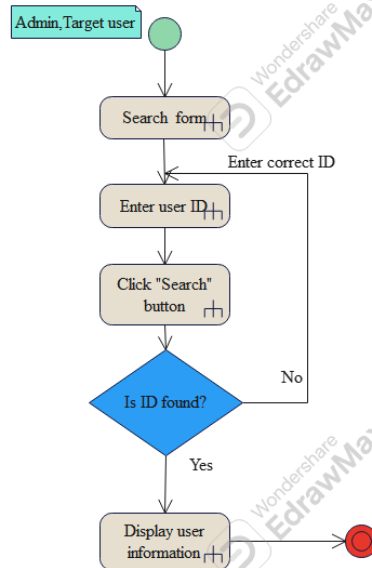 Admin,Target user
Wondershare
EdrawMax
Search form
Enter correct ID
Enter user ID
Click "Search"
button
Is ID found?
No
Yes
Wondershare
EdrawMax
Display user
information